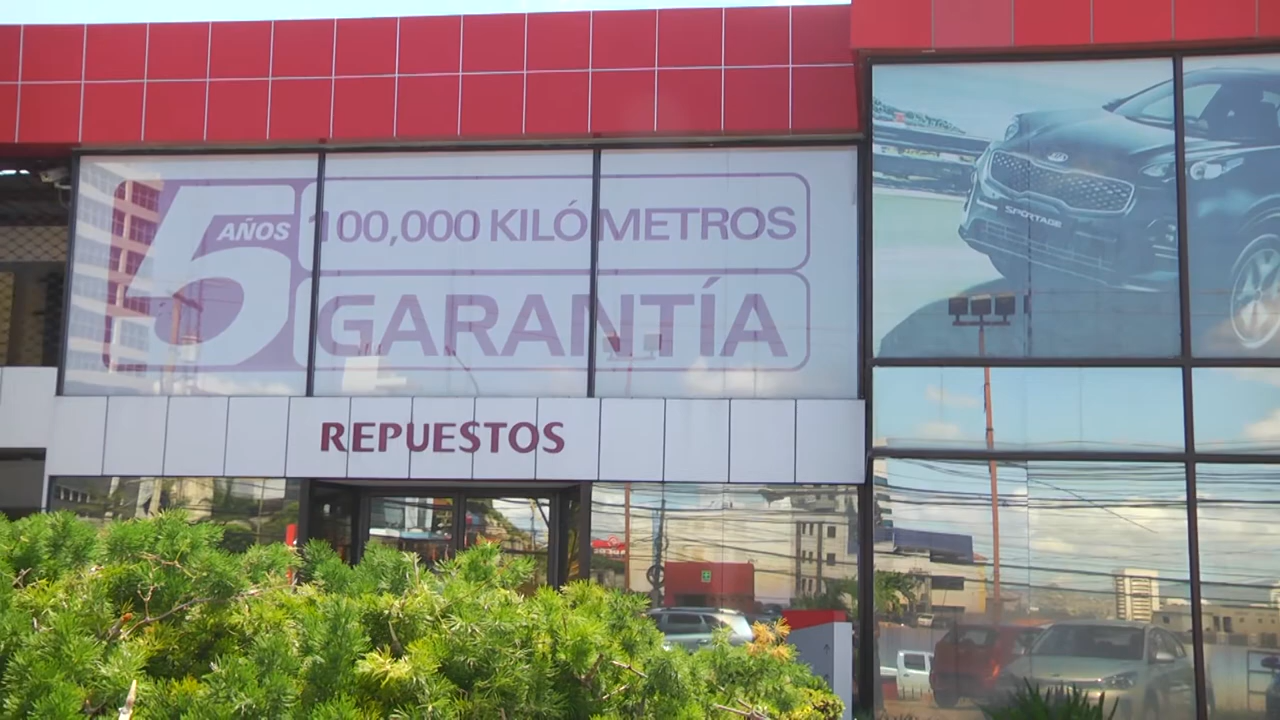 5 AÑOS
100,000 KILÓMETROS
GARANTÍA
REPUESTOS
SPORTAGE